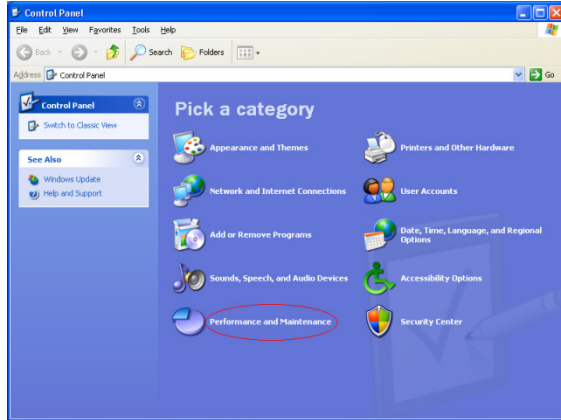 Control Panel
File Edit View Favorites Tools Help
Back Search Folders
Address Control Panel Go
Control Panel
Switch to Classic View
See Also
Windows Update
Help and Support
Pick a category
Appearance and Themes
Printers and Other Hardware
Network and Internet Connections
User Accounts
Add or Remove Programs
Date, Time, Language, and Regional
Options
Sounds, Speech, and Audio Devices
Accessibility Options
Performance and Maintenance
Security Center